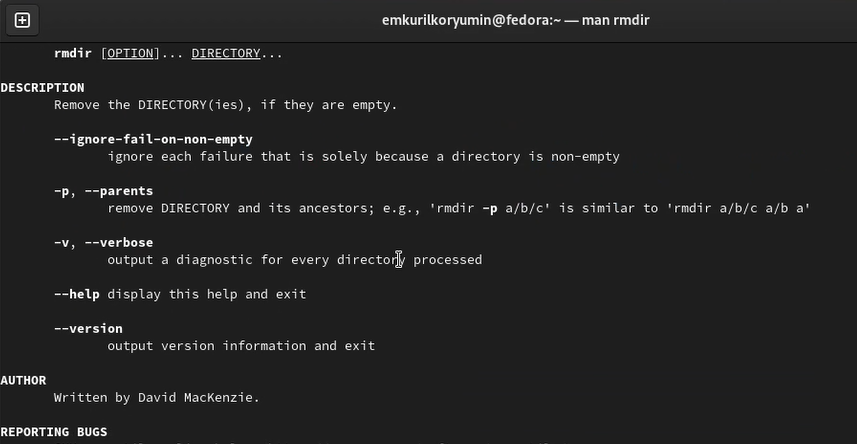 emkurilkoryumin@fedora:~ — man rmdir
rmdir [OPTION]... DIRECTORY...
DESCRIPTION
Remove the DIRECTORY(ies), if they are empty.
--ignore-fail-on-non-empty
ignore each failure that is solely because a directory is non-empty
-p, --parents
remove DIRECTORY and its ancestors; e.g., 'rmdir -p a/b/c' is similar to 'rmdir a/b/c a/b a'
-v, --verbose
output a diagnostic for every directory processed
--help display this help and exit
--version
output version information and exit
AUTHOR
Written by David MacKenzie.
REPORTING BUGS